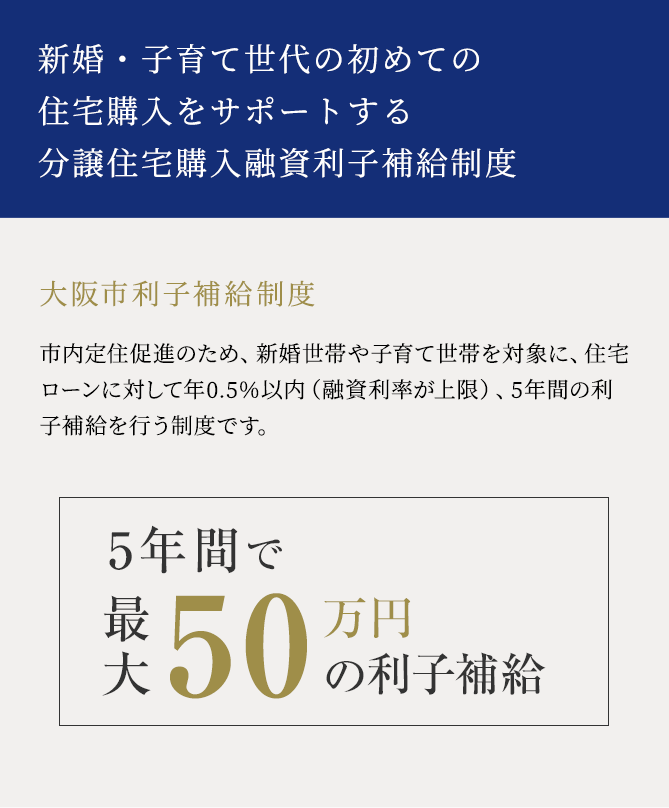 新婚・子育て世代の初めての
住宅購入をサポートする
分譲住宅購入融資利子補給制度
大阪市利子補給制度
市内定住促進のため、新婚世帯や子育て世帯を対象に、住宅
ローンに対して年0.5%以内（融資利率が上限）、5年間の利
子補給を行う制度です。
5年間で
最大50万円の利子補給